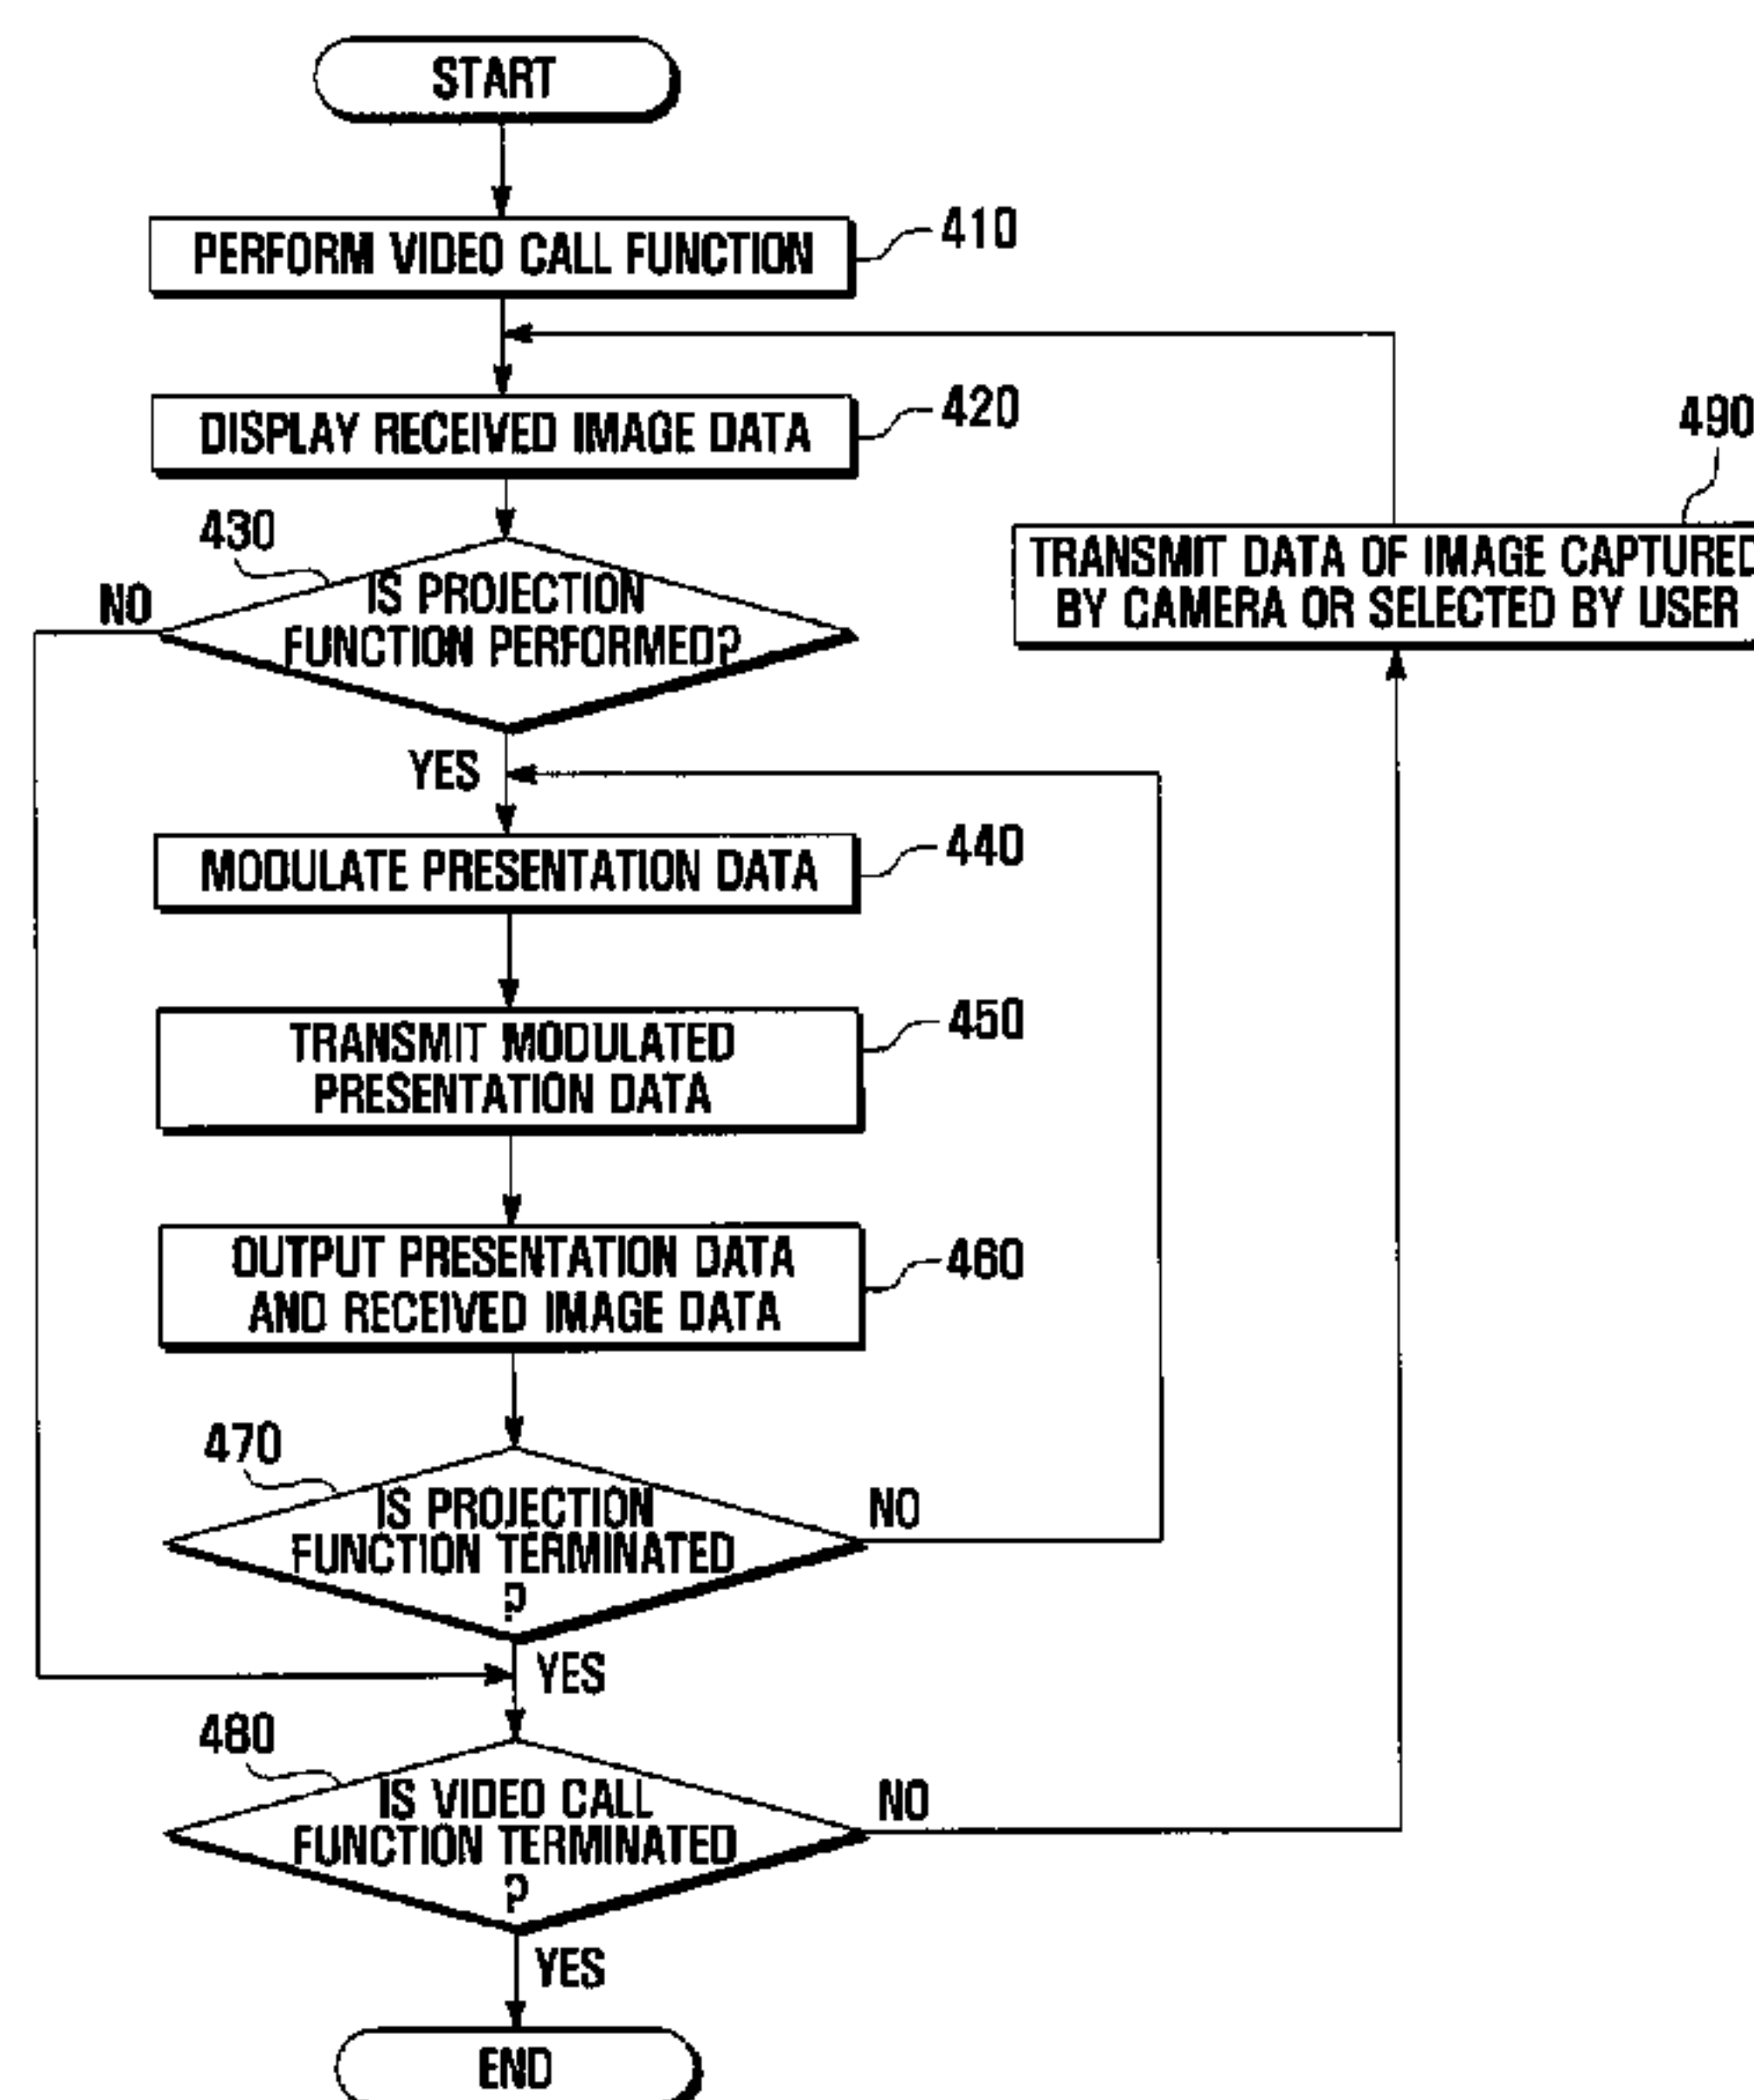 START
PERFORM VIDEO CALL FUNCTION
410
DISPLAY RECEIVED IMAGE DATA
420
490
TRANSMIT DATA OF IMAGE CAPTURED
BY CAMERA OR SELECTED BY USER
430
NO
IS PROJECTION
FUNCTION PERFORMED?
YES
MODULATE PRESENTATION DATA
440
TRANSMIT MODULATED
PRESENTATION DATA
450
OUTPUT PRESENTATION DATA
AND RECEIVED IMAGE DATA
460
470
IS PROJECTION
FUNCTION TERMINATED
?
NO
YES
480
IS VIDEO CALL
FUNCTION TERMINATED
?
NO
YES
END